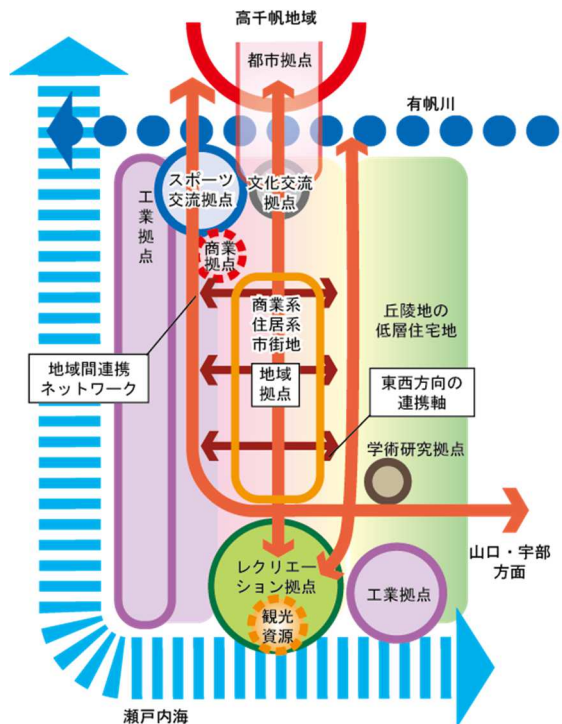 高千帆地域
都市拠点
有帆川
スポーツ
交流拠点
文化交流
拠点
工業拠点
商業
拠点
商業系
住居系
市街地
丘陵地の
低層住宅地
地域間連携
ネットワーク
地域
拠点
東西方向の
連携軸
学術研究拠点
山口・宇部
方面
レクリエー
ション拠点
工業拠点
観光
資源
瀬戸内海